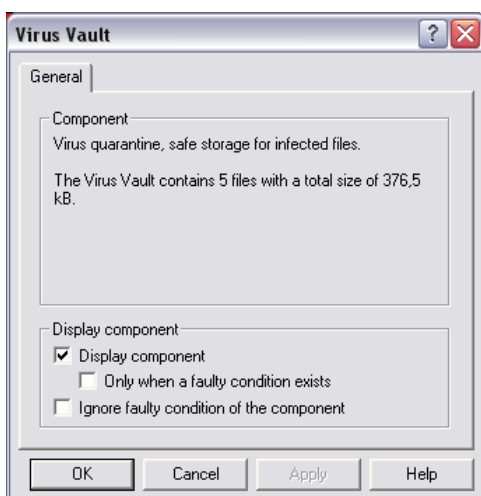 Virus Vault
General
Component
Virus quarantine, safe storage for infected files.
The Virus Vault contains 5 files with a total size of 376,5
kB.
Display component
Display component
Only when a faulty condition exists
Ignore faulty condition of the component
OK Cancel Apply Help